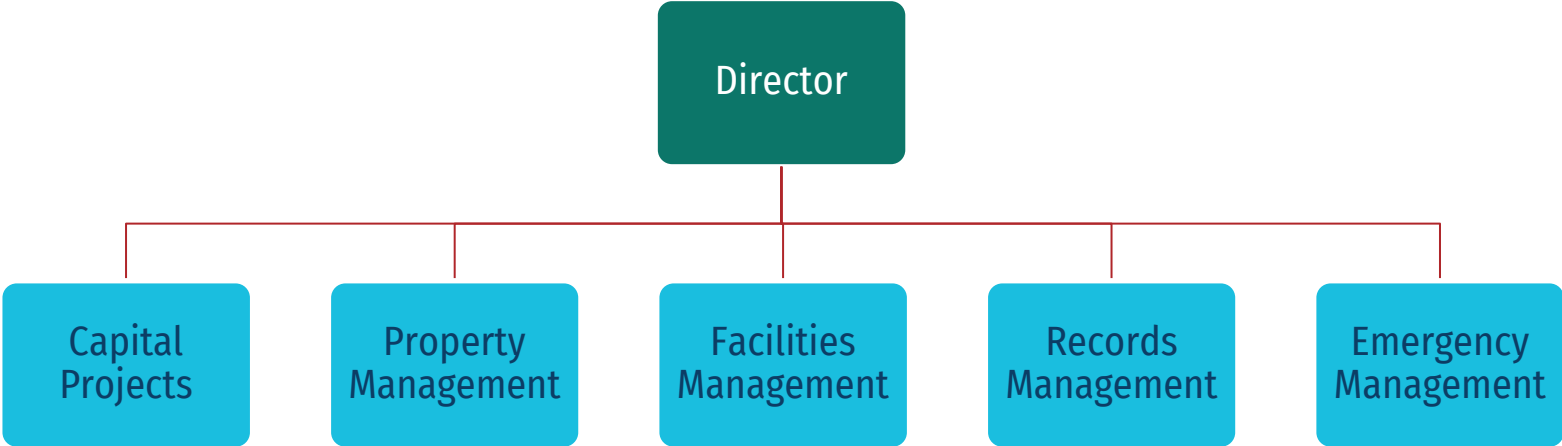 Director
Capital
Projects
Property
Management
Facilities
Management
Records
Management
Emergency
Management